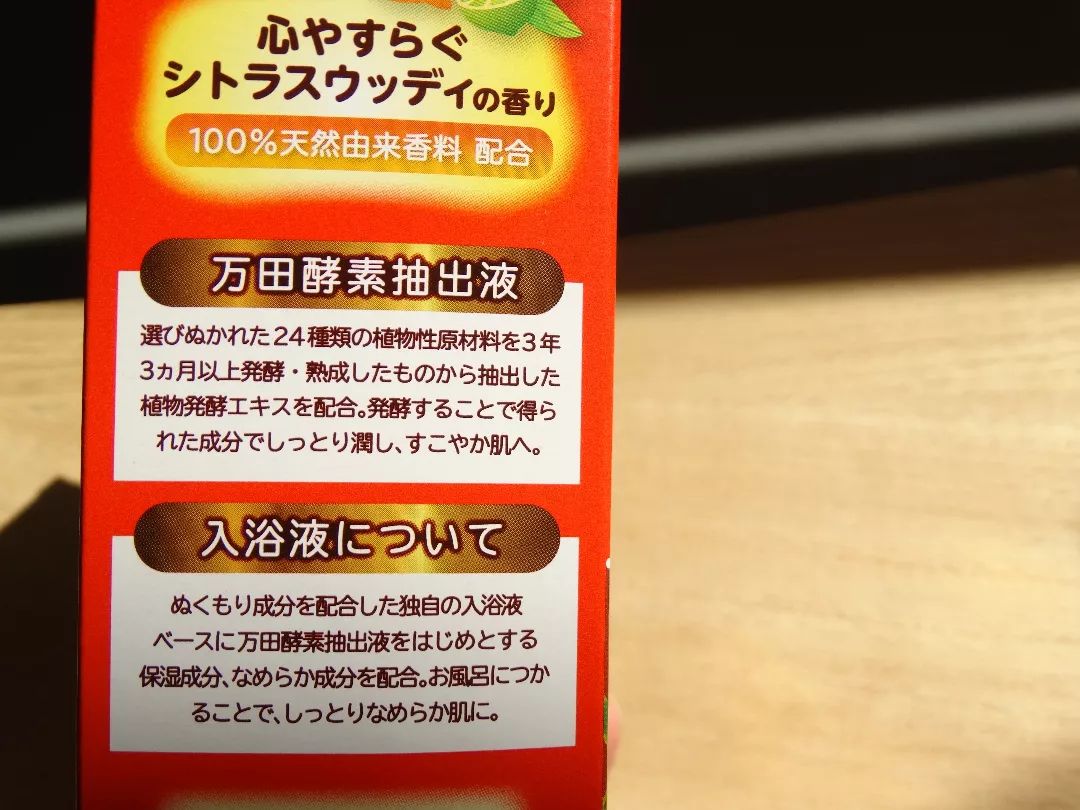 心やすらぐ
シトラスウッディの香り
100%天然由来香料 配合
万田酵素抽出液
選びぬかれた24種類の植物性原材料を3年
3ヵ月以上発酵・熟成したものから抽出した
植物発酵エキスを配合。発酵することで得ら
れた成分でしっとり潤し、すこやか肌へ。
入浴液について
ぬくもり成分を配合した独自の入浴液
ベースに万田酵素抽出液をはじめとする
保湿成分、なめらか成分を配合。お風呂につか
ることで、しっとりなめらか肌に。